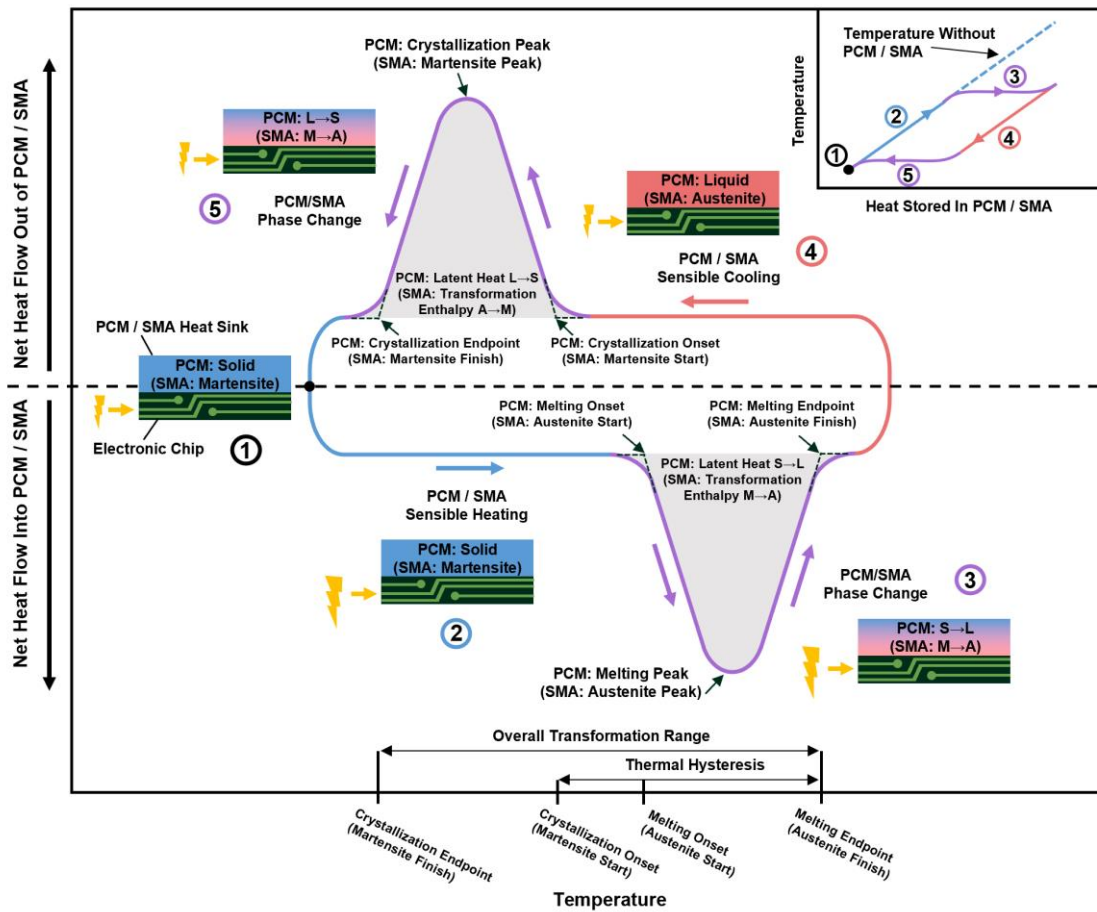 Net Heat Flow Out of PCM / SMA
Net Heat Flow Into PCM / SMA
PCM: Crystallization Peak
(SMA: Martensite Peak)
PCM: L→S
(SMA: M→A)
5
PCM/SMA
Phase Change
PCM: Liquid
(SMA: Austenite)
4
PCM / SMA
Sensible Cooling
PCM: Latent Heat L→S
(SMA: Transformation
Enthalpy A→M)
PCM: Crystallization Endpoint
(SMA: Martensite Finish)
PCM: Crystallization Onset
(SMA: Martensite Start)
PCM / SMA Heat Sink
PCM: Solid
(SMA: Martensite)
Electronic Chip
1
PCM: Melting Onset
(SMA: Austenite Start)
PCM: Melting Endpoint
(SMA: Austenite Finish)
PCM: Latent Heat S→L
(SMA: Transformation
Enthalpy M→A)
PCM / SMA
Sensible Heating
PCM: Solid
(SMA: Martensite)
2
PCM/SMA
Phase Change
3
PCM: S→L
(SMA: M→A)
PCM: Melting Peak
(SMA: Austenite Peak)
Temperature Without
PCM / SMA
Temperature
1
2
3
4
5
Heat Stored In PCM / SMA
Overall Transformation Range
Thermal Hysteresis
Crystallization Endpoint
(Martensite Finish)
Crystallization Onset
(Martensite Start)
Melting Onset
(Austenite Start)
Melting Endpoint
(Austenite Finish)
Temperature